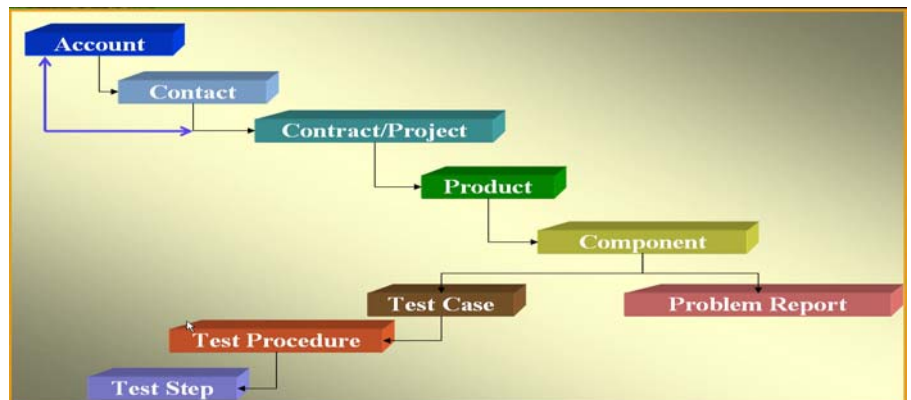 Account
Contact
Contract/Project
Product
Component
Test Case
Problem Report
Test Procedure
Test Step